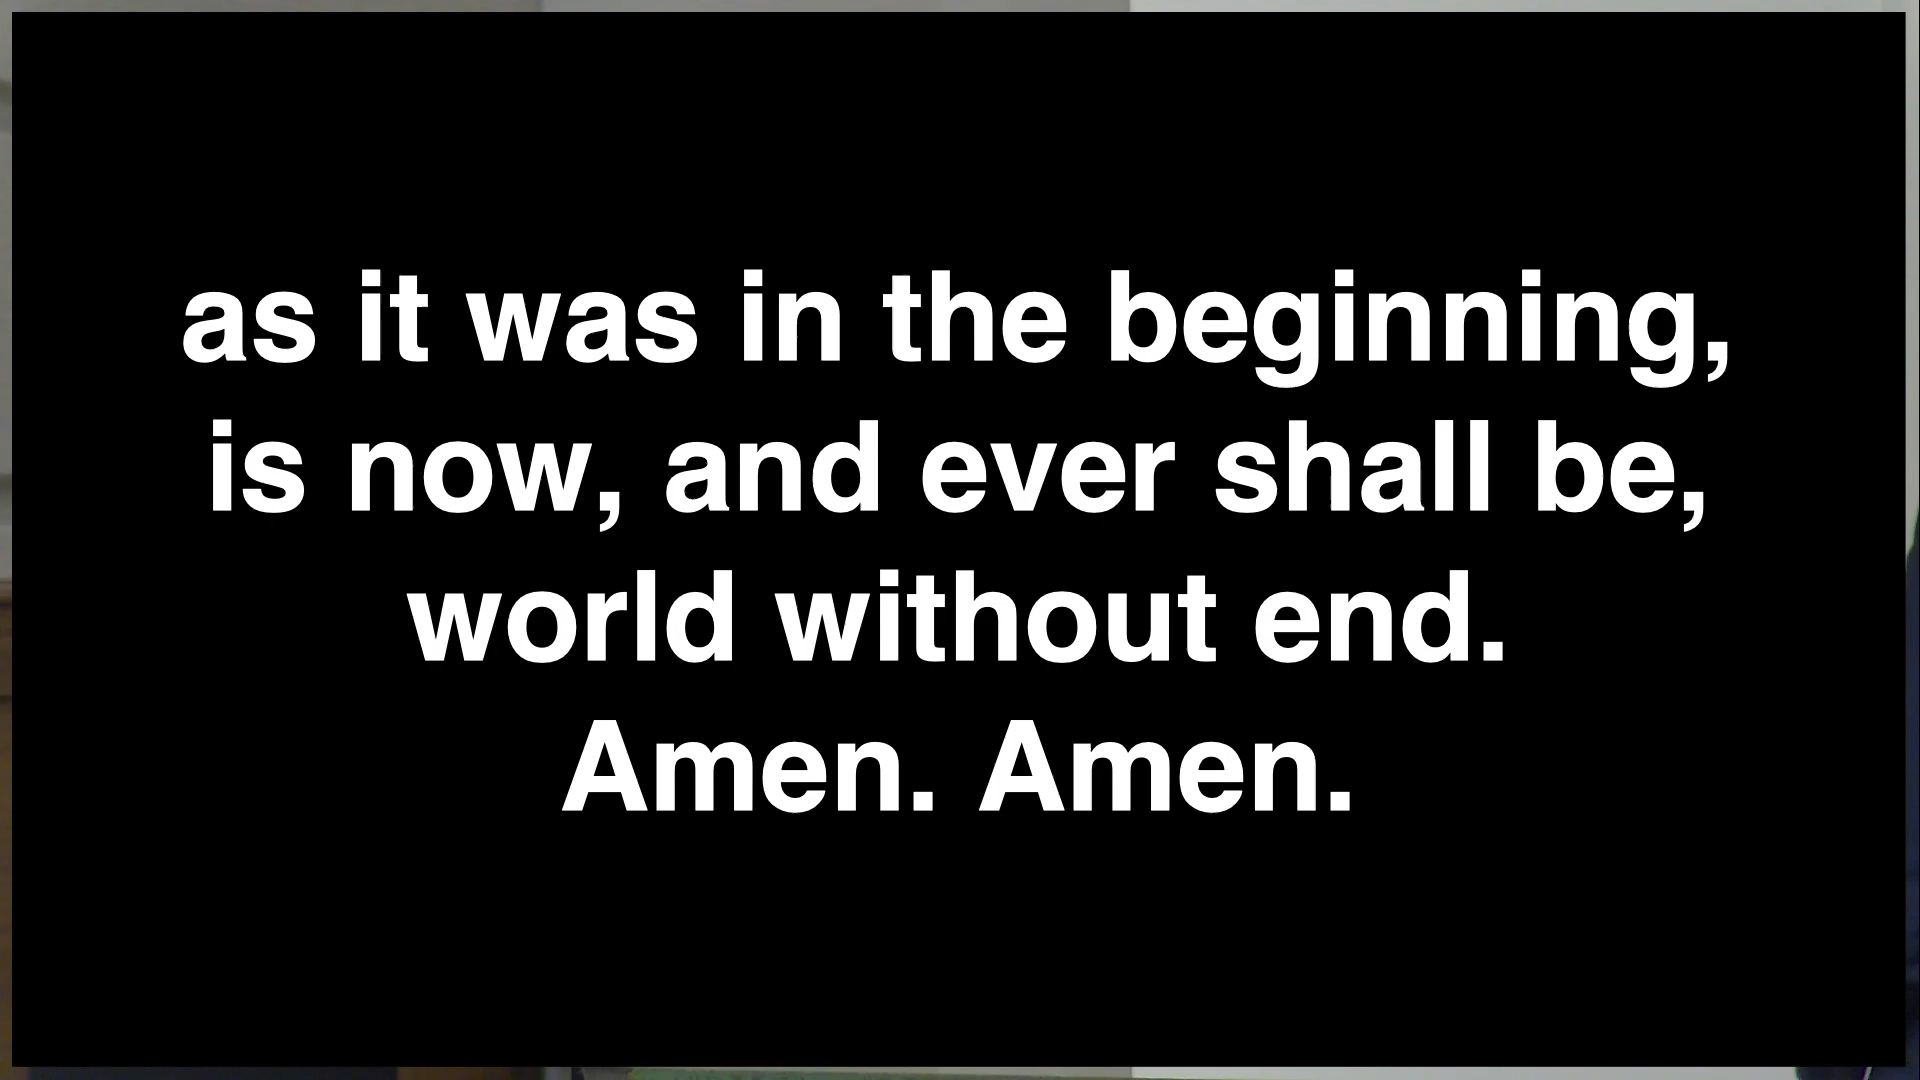 as it was in the beginning,
is now, and ever shall be,
world without end.
Amen. Amen.